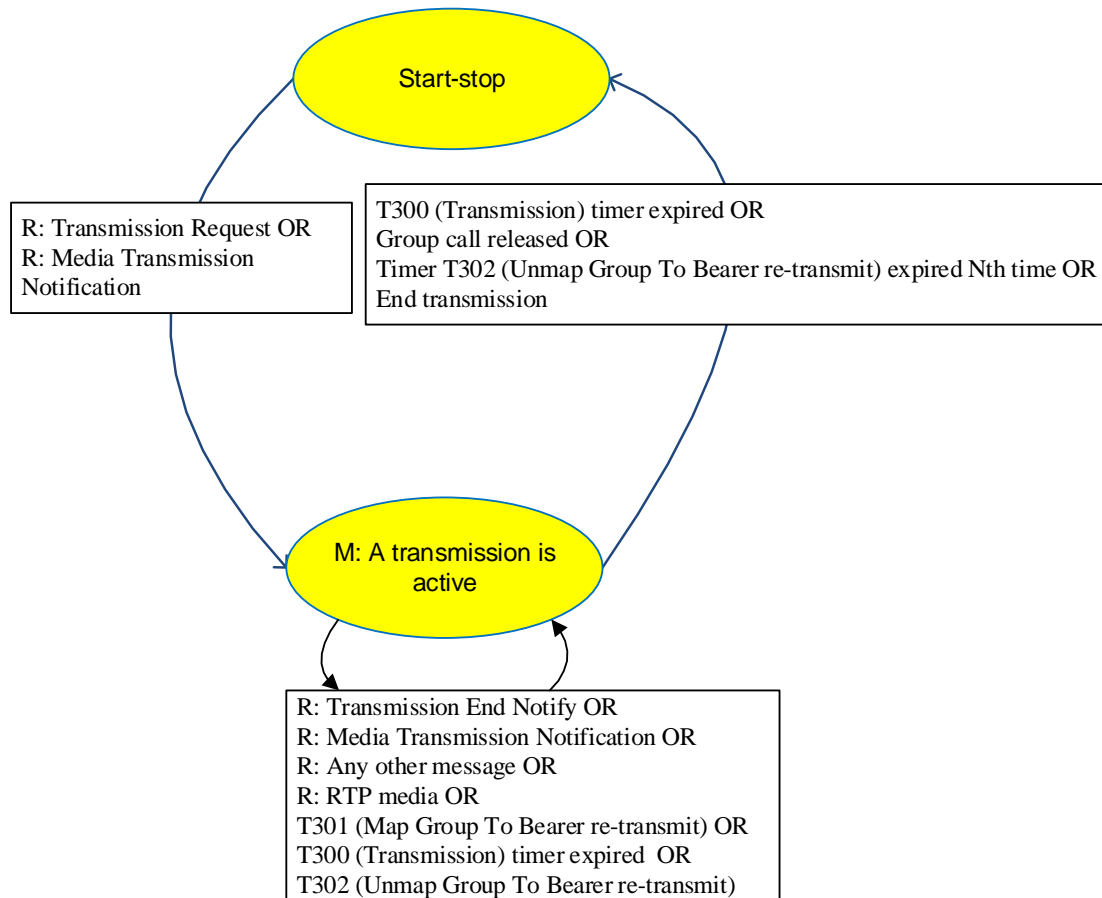 Start-stop
R: Transmission Request OR
R: Media Transmission
Notification
T300 (Transmission) timer expired OR
Group call released OR
Timer T302 (Unmap Group To Bearer re-transmit) expired Nth time OR
End transmission
M: A transmission is
active
R: Transmission End Notify OR
R: Media Transmission Notification OR
R: Any other message OR
R: RTP media OR
T301 (Map Group To Bearer re-transmit) OR
T300 (Transmission) timer expired OR
T302 (Unmap Group To Bearer re-transmit)